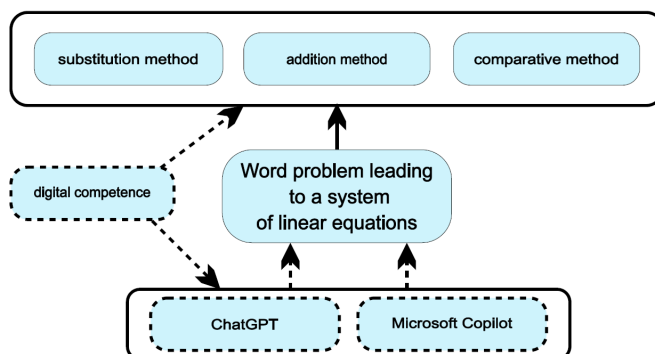 substitution method
addition method
comparative method
digital competence
Word problem leading
to a system
of linear equations
ChatGPT
Microsoft Copilot